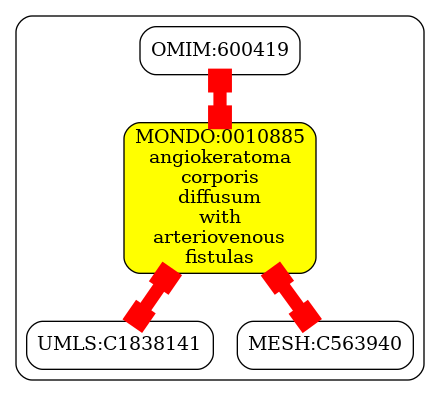 OMIM:600419
MONDO:0010885
angiokeratoma
corporis
diffusum
with
arteriovenous
fistulas
UMLS:C1838141
MESH:C563940